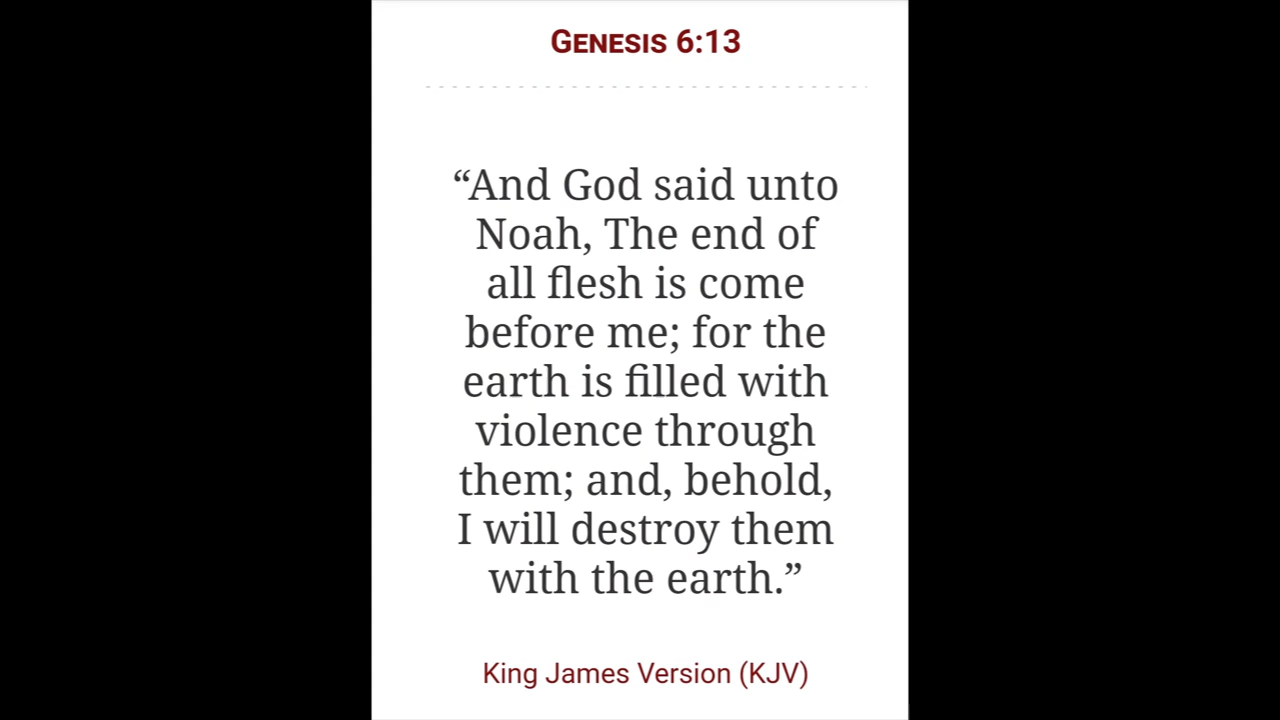 GENESIS 6:13
“And God said unto
Noah, The end of
all flesh is come
before me; for the
earth is filled with
violence through
them; and, behold,
I will destroy them
with the earth.”
King James Version (KJV)